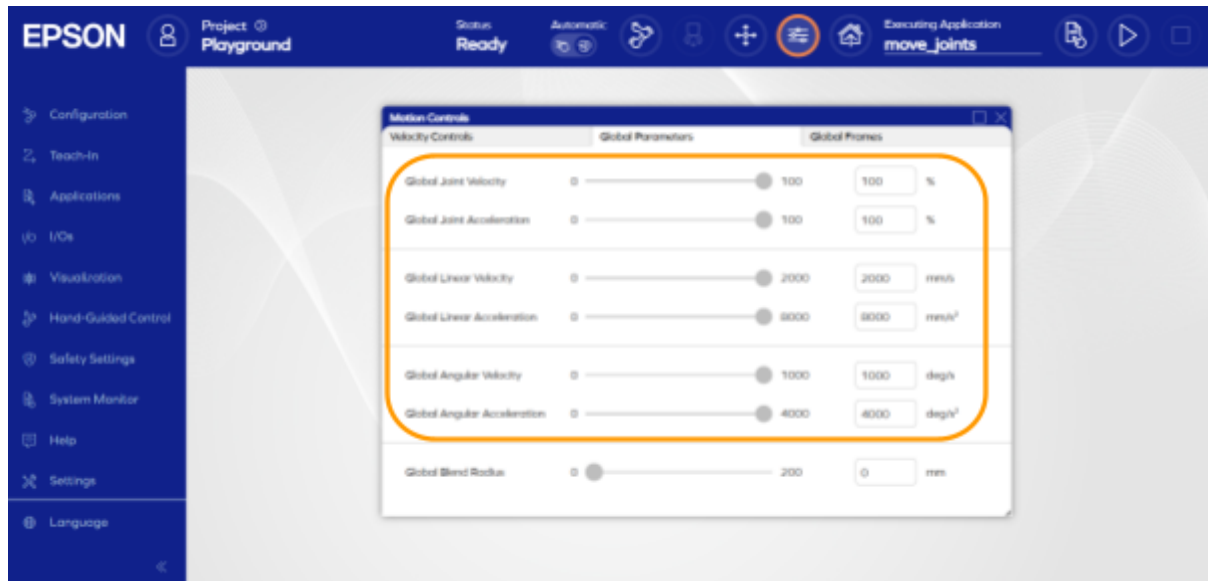 EPSON
Project
Playground
Status
Ready
Automatic
Executing Application
move_joints
Configuration
Teach-In
Applications
I/Os
Visualization
Hand-Guided Control
Safety Settings
System Monitor
Help
Settings
Language
Motion Controls
Velocity Controls Global Parameters Global Frames
Global Joint Velocity 0 100 100 %
Global Joint Acceleration 0 100 100 %
Global Linear Velocity 0 2000 2000 mm/s
Global Linear Acceleration 0 8000 8000 mm/s²
Global Angular Velocity 0 1000 1000 deg/s
Global Angular Acceleration 0 4000 4000 deg/s²
Global Blend Radius 0 200 0 mm